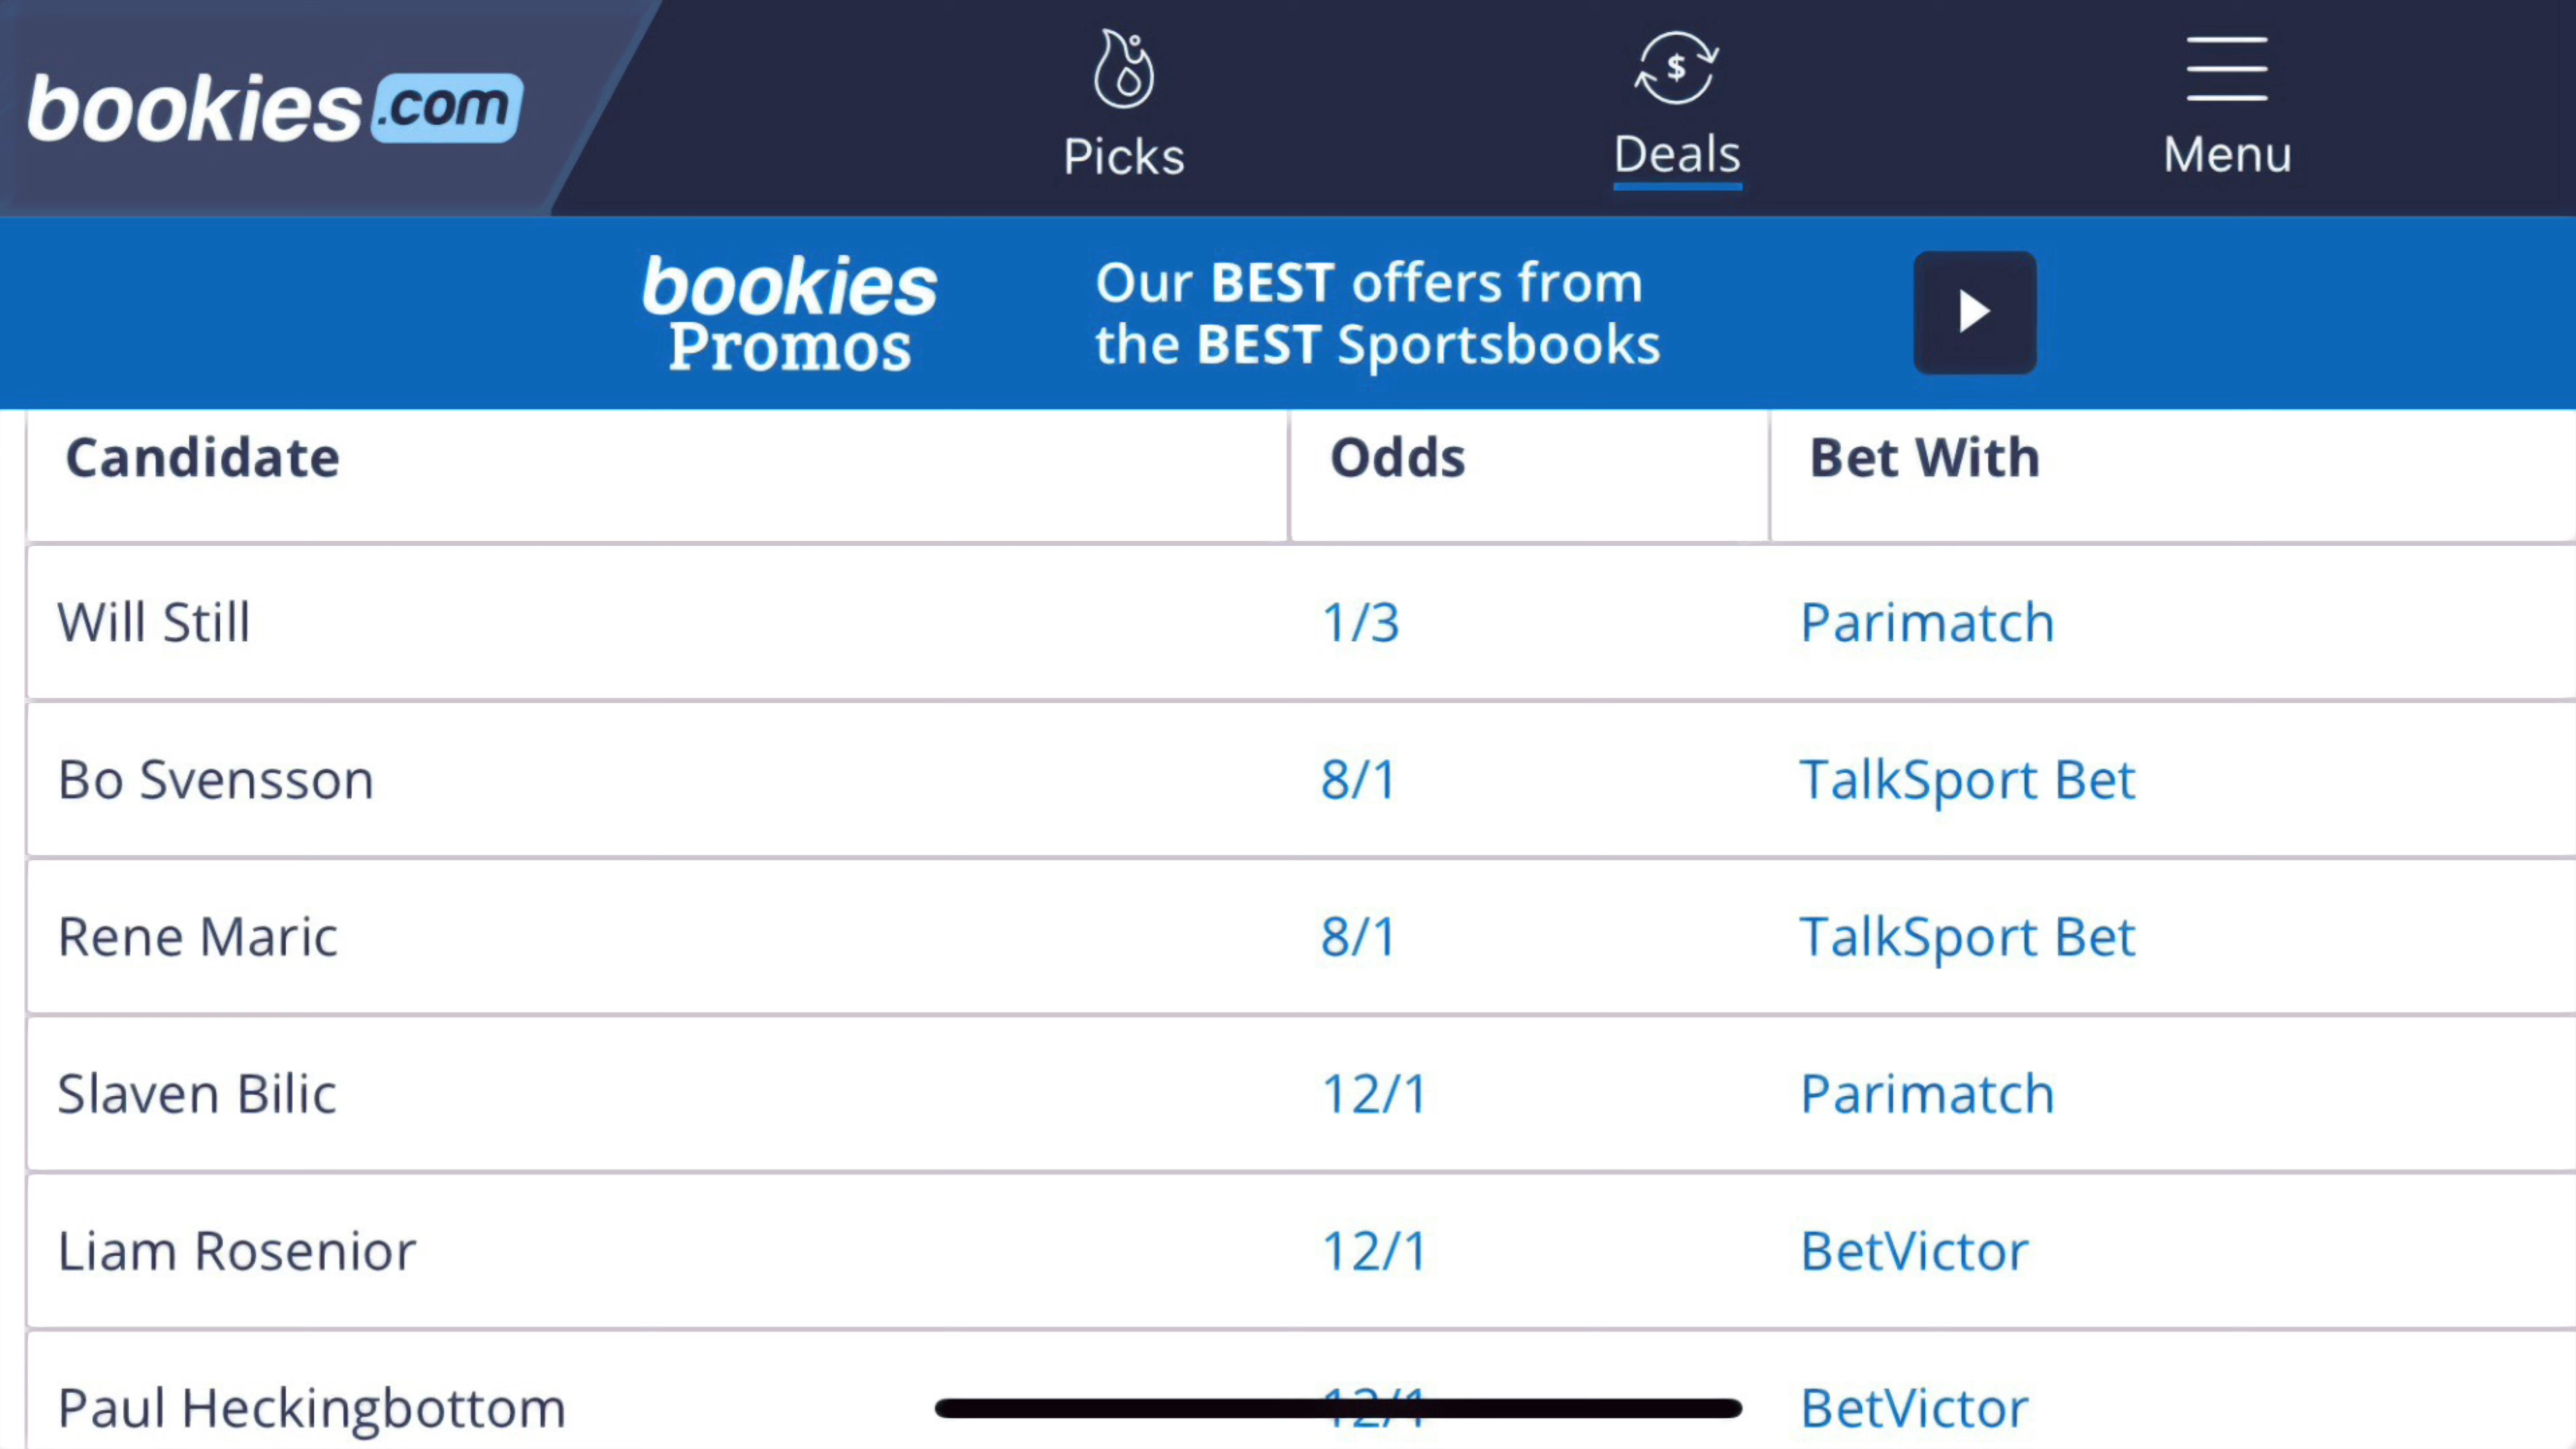 bookies.com
Picks
Deals
Menu
bookies Promos
Our BEST offers from
the BEST Sportsbooks
Candidate Odds Bet With
Will Still 1/3 Parimatch
Bo Svensson 8/1 TalkSport Bet
Rene Maric 8/1 TalkSport Bet
Slaven Bilic 12/1 Parimatch
Liam Rosenior 12/1 BetVictor
Paul Heckingbottom 12/1 BetVictor